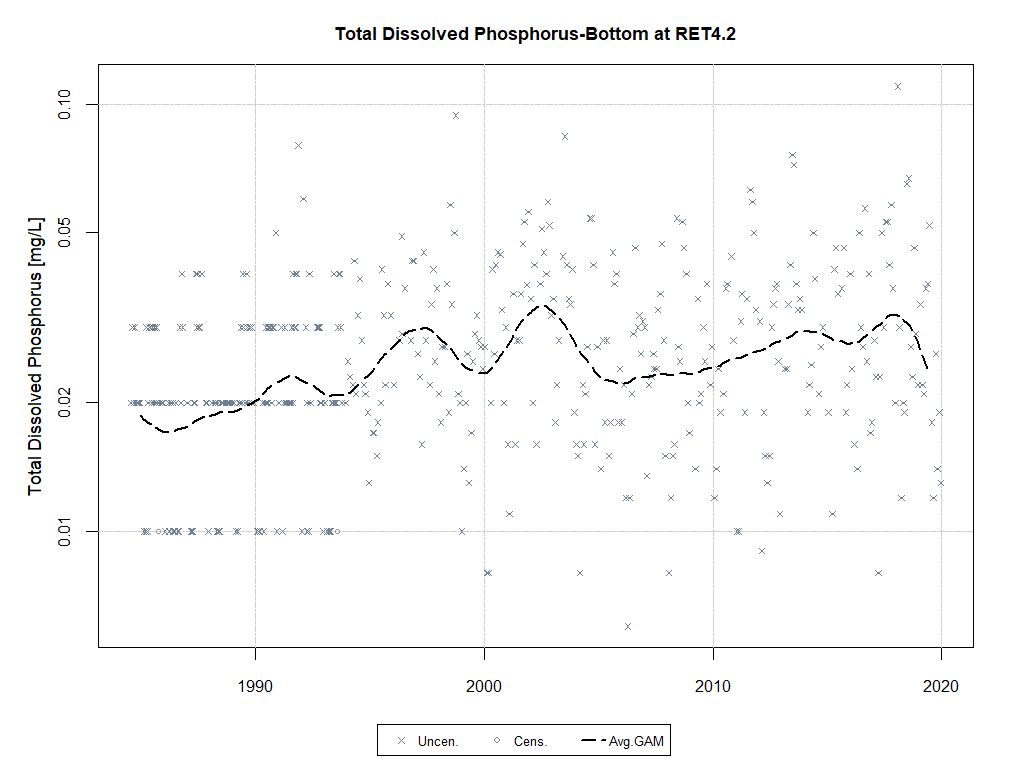 Total Dissolved Phosphorus-Bottom at RET4.2
Total Dissolved Phosphorus [mg/L]
0.10
0.05
0.02
0.01
1990 2000 2010 2020
Uncen. Cens. Avg.GAM